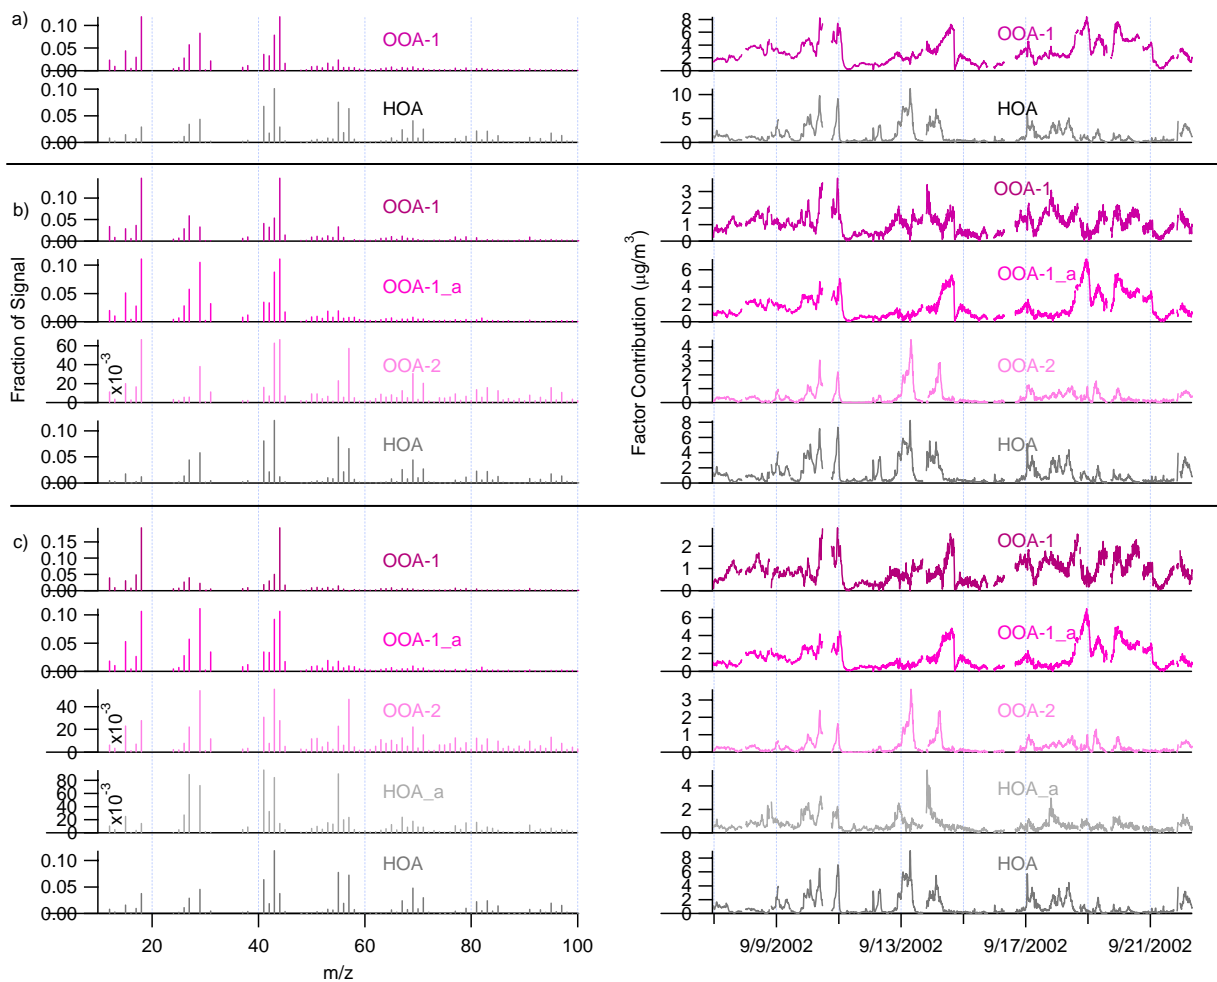 a)
0.10
0.05
0.00
OOA-1
0.10
0.05
0.00
HOA
8
6
4
2
0
OOA-1
10
5
0
HOA
b)
0.10
0.05
0.00
OOA-1
0.10
0.05
0.00
OOA-1_a
60
40
20
0
x10-3
OOA-2
0.10
0.05
0.00
HOA
Fraction of Signal
3
2
1
0
OOA-1
6
4
2
0
OOA-1_a
4
3
2
1
0
OOA-2
8
6
4
2
0
HOA
Factor Contribution (µg/m3)
c)
0.15
0.10
0.05
0.00
OOA-1
0.10
0.05
0.00
OOA-1_a
40
20
0
x10-3
OOA-2
80
60
40
20
0
x10-3
HOA_a
0.10
0.05
0.00
HOA
20 40 60 80 100
m/z
2
1
0
OOA-1
6
4
2
0
OOA-1_a
3
2
1
0
OOA-2
4
2
0
HOA_a
8
6
4
2
0
HOA
9/9/2002 9/13/2002 9/17/2002 9/21/2002